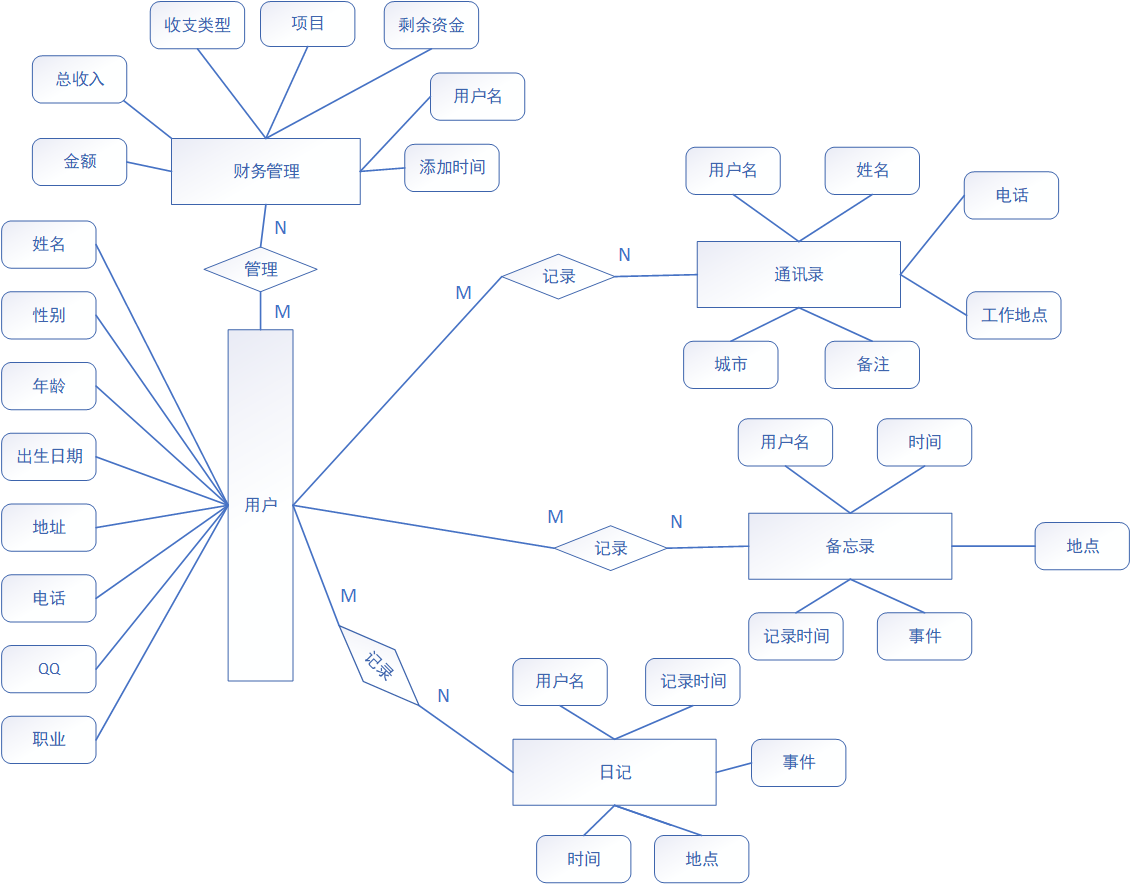 收支类型
项目
剩余资金
总收入
用户名
金额
财务管理
添加时间
N
管理
M
姓名
性别
年龄
出生日期
地址
电话
QQ
职业
用户
M
记录
N
用户名
姓名
电话
通讯录
工作地点
城市
备注
M
记录
N
用户名
时间
备忘录
地点
记录时间
事件
M
记录
N
用户名
记录时间
日记
事件
时间
地点